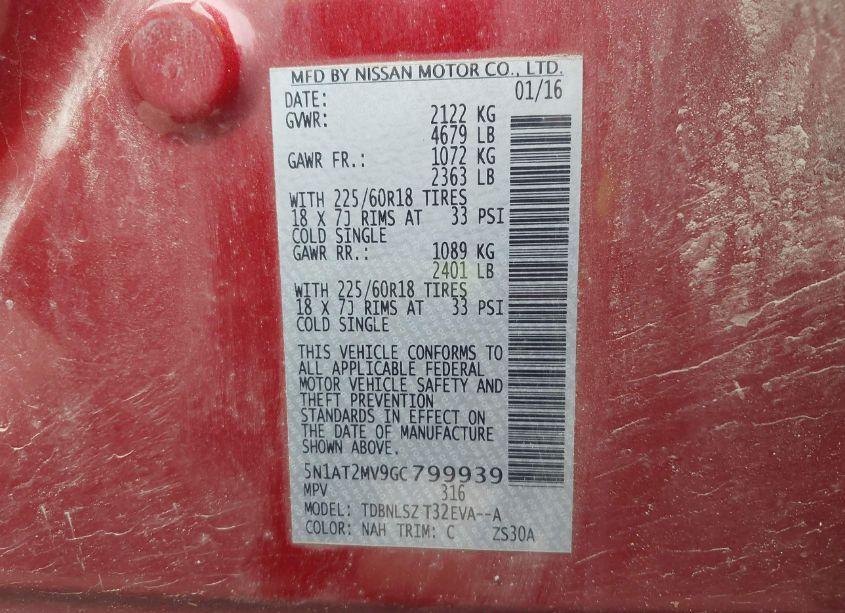 MFD BY NISSAN MOTOR CO., LTD.
DATE: 01/16
GVWR: 2122 KG
4679 LB
GAWR FR.: 1072 KG
2363 LB
WITH 225/60R18 TIRES
18 X 7J RIMS AT 33 PSI
COLD SINGLE
GAWR RR.: 1089 KG
2401 LB
WITH 225/60R18 TIRES
18 X 7J RIMS AT 33 PSI
COLD SINGLE
THIS VEHICLE CONFORMS TO
ALL APPLICABLE FEDERAL
MOTOR VEHICLE SAFETY AND
THEFT PREVENTION
STANDARDS IN EFFECT ON
THE DATE OF MANUFACTURE
SHOWN ABOVE.
5N1AT2MV9GC799939
MPV 316
MODEL: TDBNLSZ T32EVA--A
COLOR: NAH TRIM: C ZS30A